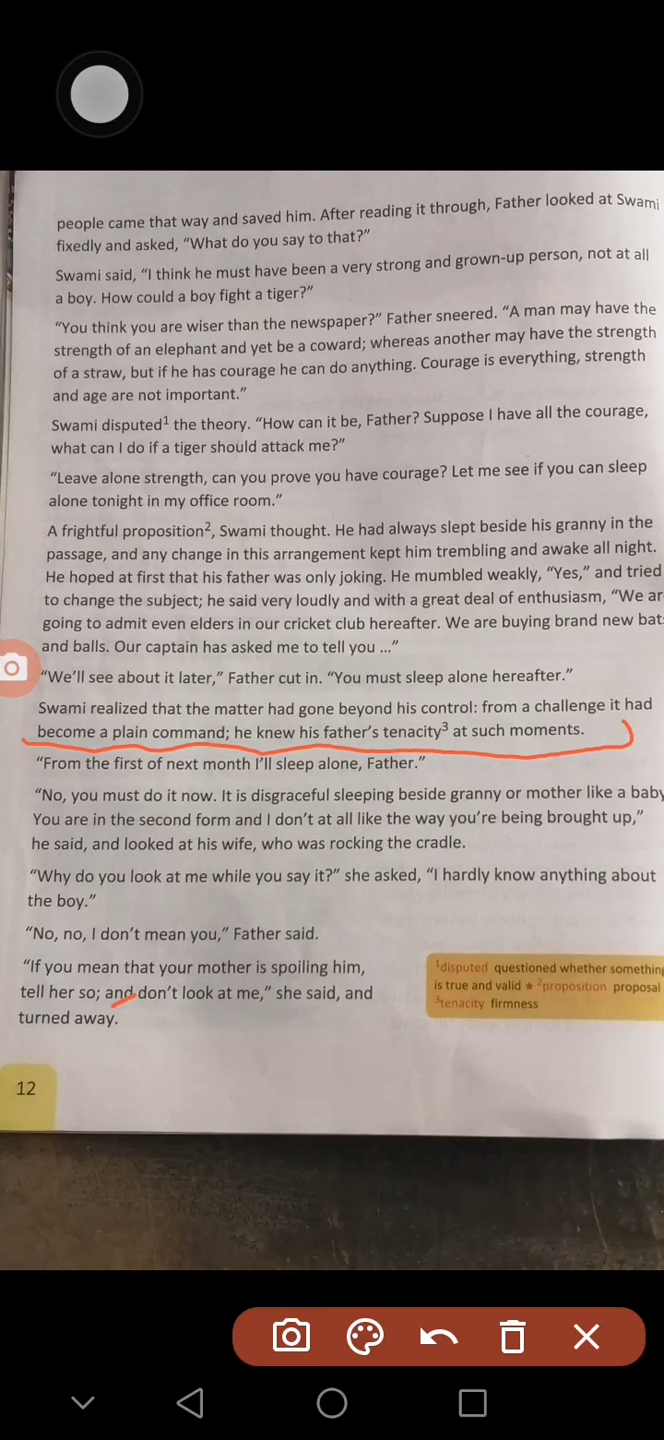 people came that way and saved him. After reading it through, Father looked at Swami
fixedly and asked, “What do you say to that?”
Swami said, “I think he must have been a very strong and grown-up person, not at all
a boy. How could a boy fight a tiger?”
“You think you are wiser than the newspaper?” Father sneered. “A man may have the
strength of an elephant and yet be a coward; whereas another may have the strength
of a straw, but if he has courage he can do anything. Courage is everything, strength
and age are not important.”
Swami disputed¹ the theory. “How can it be, Father? Suppose I have all the courage,
what can I do if a tiger should attack me?”
“Leave alone strength, can you prove you have courage? Let me see if you can sleep
alone tonight in my office room.”
A frightful proposition², Swami thought. He had always slept beside his granny in the
passage, and any change in this arrangement kept him trembling and awake all night.
He hoped at first that his father was only joking. He mumbled weakly, “Yes,” and tried
to change the subject; he said very loudly and with a great deal of enthusiasm, “We ar
going to admit even elders in our cricket club hereafter. We are buying brand new bat
and balls. Our captain has asked me to tell you ...”
“We’ll see about it later,” Father cut in. “You must sleep alone hereafter.”
Swami realized that the matter had gone beyond his control: from a challenge it had
become a plain command; he knew his father’s tenacity³ at such moments.
“From the first of next month I’ll sleep alone, Father.”
“No, you must do it now. It is disgraceful sleeping beside granny or mother like a baby
You are in the second form and I don’t at all like the way you’re being brought up,”
he said, and looked at his wife, who was rocking the cradle.
“Why do you look at me while you say it?” she asked, “I hardly know anything about
the boy.”
“No, no, I don’t mean you,” Father said.
“If you mean that your mother is spoiling him,
tell her so; and don’t look at me,” she said, and
turned away.
¹disputed questioned whether something
is true and valid ★ ²proposition proposal
³tenacity firmness
12